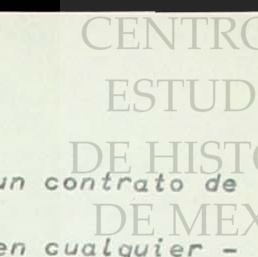 CENTRO
ESTUD
DE HISTO
un contrato de
DE MEX
en cualquier -